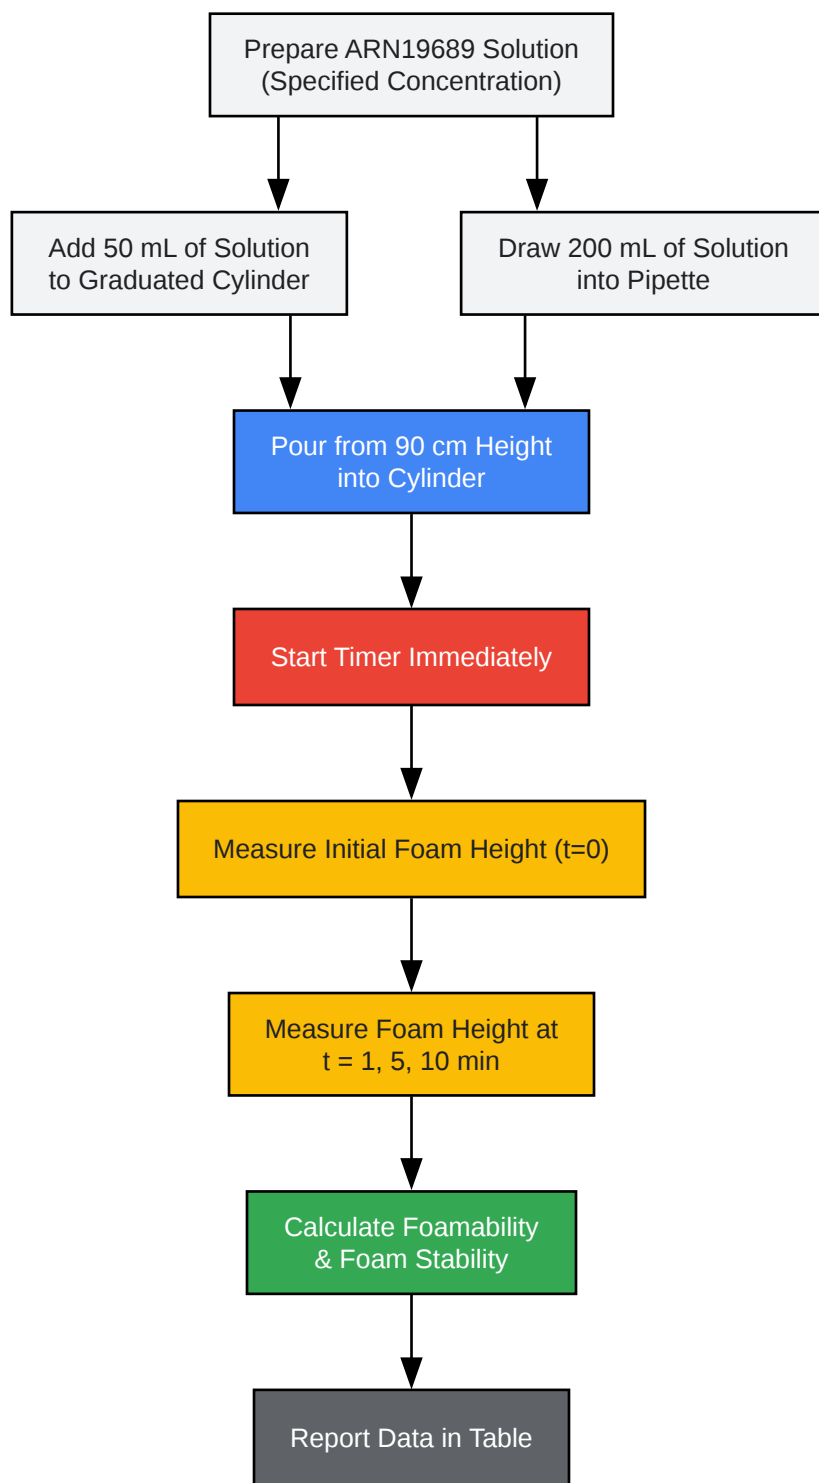 Prepare ARN19689 Solution
(Specified Concentration)
Add 50 mL of Solution
to Graduated Cylinder
Draw 200 mL of Solution
into Pipette
Pour from 90 cm Height
into Cylinder
Start Timer Immediately
Measure Initial Foam Height (t=0)
Measure Foam Height at
t = 1, 5, 10 min
Calculate Foamability
& Foam Stability
Report Data in Table